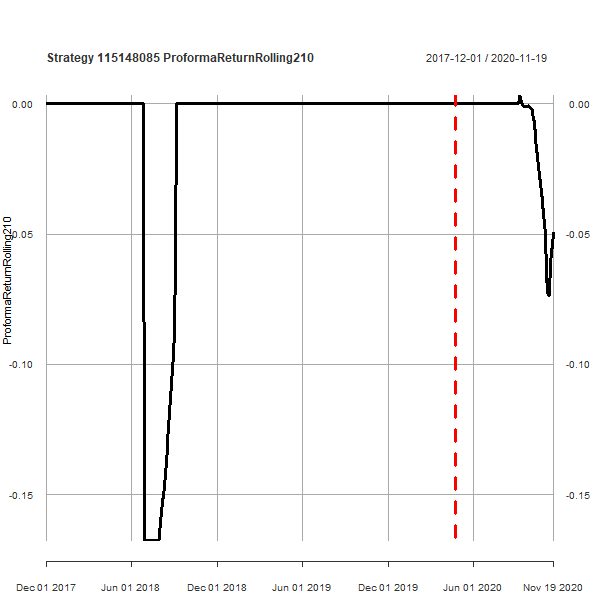 Strategy 115148085 ProformaReturnRolling210
2017-12-01 / 2020-11-19
0.00
0.00
-0.05
-0.05
-0.10
-0.10
-0.15
-0.15
ProformaReturnRolling210
Dec 01 2017
Jun 01 2018
Dec 01 2018
Jun 01 2019
Dec 01 2019
Jun 01 2020
Nov 19 2020